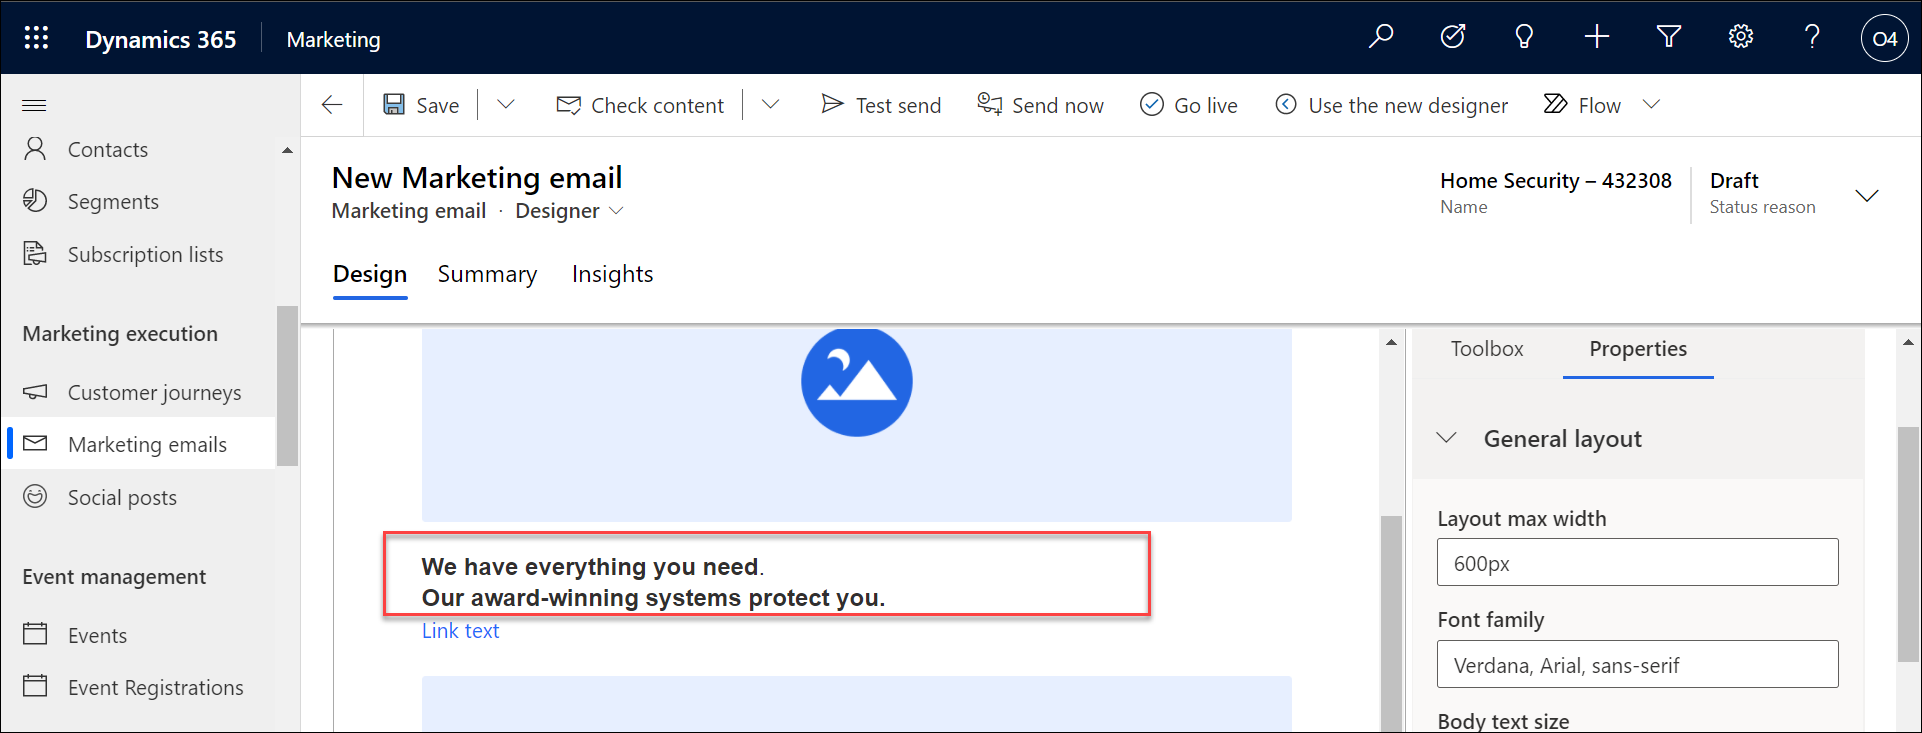 Dynamics 365 Marketing O4
Save Check content Test send Send now Go live Use the new designer Flow
Contacts
Segments
Subscription lists
Marketing execution
Customer journeys
Marketing emails
Social posts
Event management
Events
Event Registrations
New Marketing email
Marketing email · Designer
Home Security – 432308
Name
Draft
Status reason
Design Summary Insights
We have everything you need.
Our award-winning systems protect you.
Link text
Toolbox Properties
General layout
Layout max width
600px
Font family
Verdana, Arial, sans-serif
Body text size